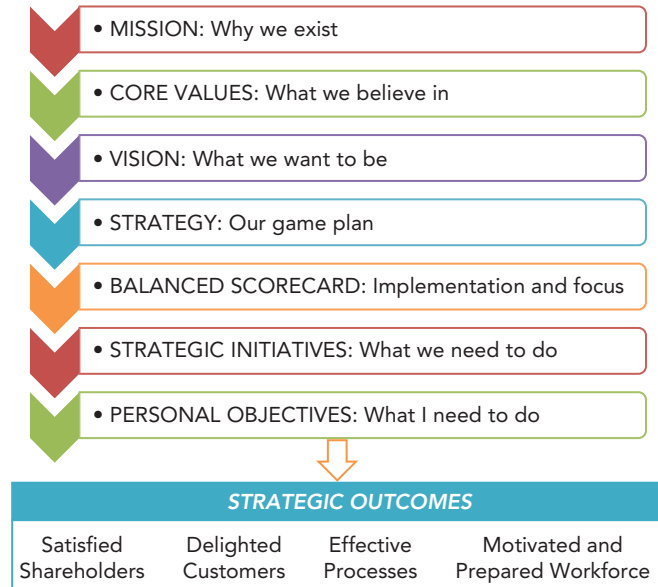 • MISSION: Why we exist
• CORE VALUES: What we believe in
• VISION: What we want to be
• STRATEGY: Our game plan
• BALANCED SCORECARD: Implementation and focus
• STRATEGIC INITIATIVES: What we need to do
• PERSONAL OBJECTIVES: What I need to do
STRATEGIC OUTCOMES
Satisfied
Shareholders
Delighted
Customers
Effective
Processes
Motivated and
Prepared Workforce